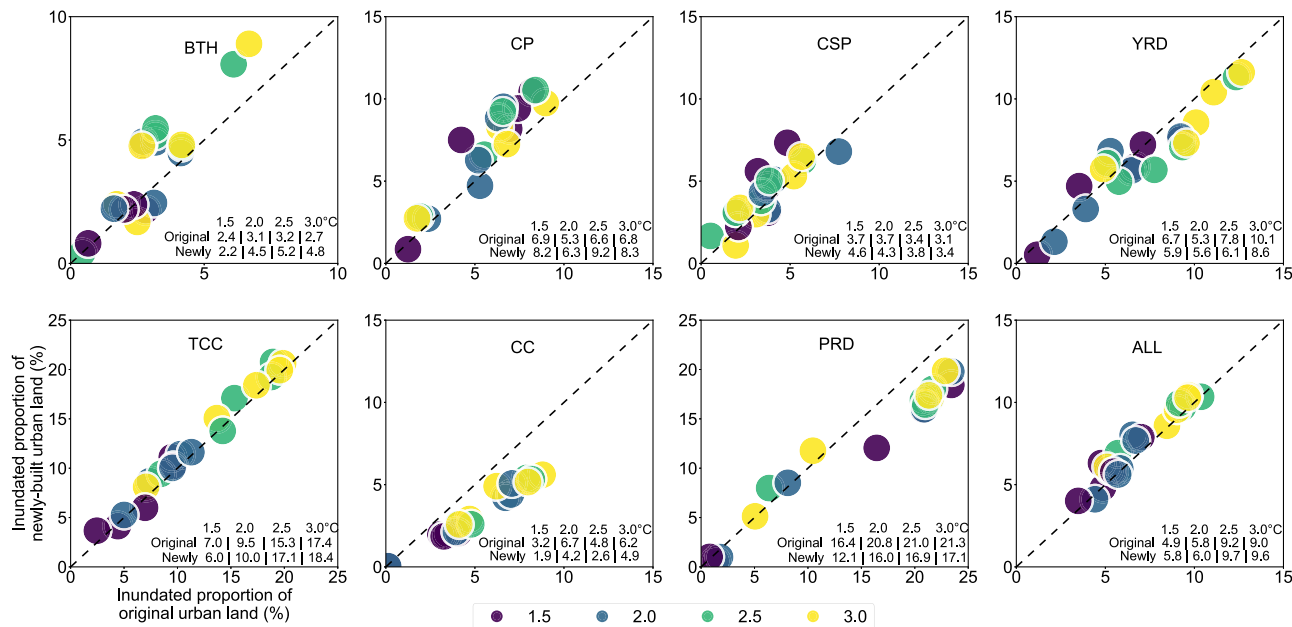 10
5
0
0
5
10
BTH
1.5 2.0 2.5 3.0°C
Original 2.4 3.1 3.2 2.7
Newly 2.2 4.5 5.2 4.8
15
10
5
0
0
5
10
15
CP
1.5 2.0 2.5 3.0°C
Original 6.9 5.3 6.6 6.8
Newly 8.2 6.3 9.2 8.3
15
10
5
0
0
5
10
15
CSP
1.5 2.0 2.5 3.0°C
Original 3.7 3.7 3.4 3.1
Newly 4.6 4.3 3.8 3.4
15
10
5
0
0
5
10
15
YRD
1.5 2.0 2.5 3.0°C
Original 6.7 5.3 7.8 10.1
Newly 5.9 5.6 6.1 8.6
Inundated proportion of
newly-built urban land (%)
25
20
15
10
5
0
0
5
10
15
20
25
TCC
1.5 2.0 2.5 3.0°C
Original 7.0 9.5 15.3 17.4
Newly 6.0 10.0 17.1 18.4
Inundated proportion of
original urban land (%)
15
10
5
0
0
5
10
15
CC
1.5 2.0 2.5 3.0°C
Original 3.2 6.7 4.8 6.2
Newly 1.9 4.2 2.6 4.9
25
20
15
10
5
0
0
5
10
15
20
25
PRD
1.5 2.0 2.5 3.0°C
Original 16.4 20.8 21.0 21.3
Newly 12.1 16.0 16.9 17.1
15
10
5
0
0
5
10
15
ALL
1.5 2.0 2.5 3.0°C
Original 4.9 5.8 9.2 9.0
Newly 5.8 6.0 9.7 9.6
1.5 2.0 2.5 3.0